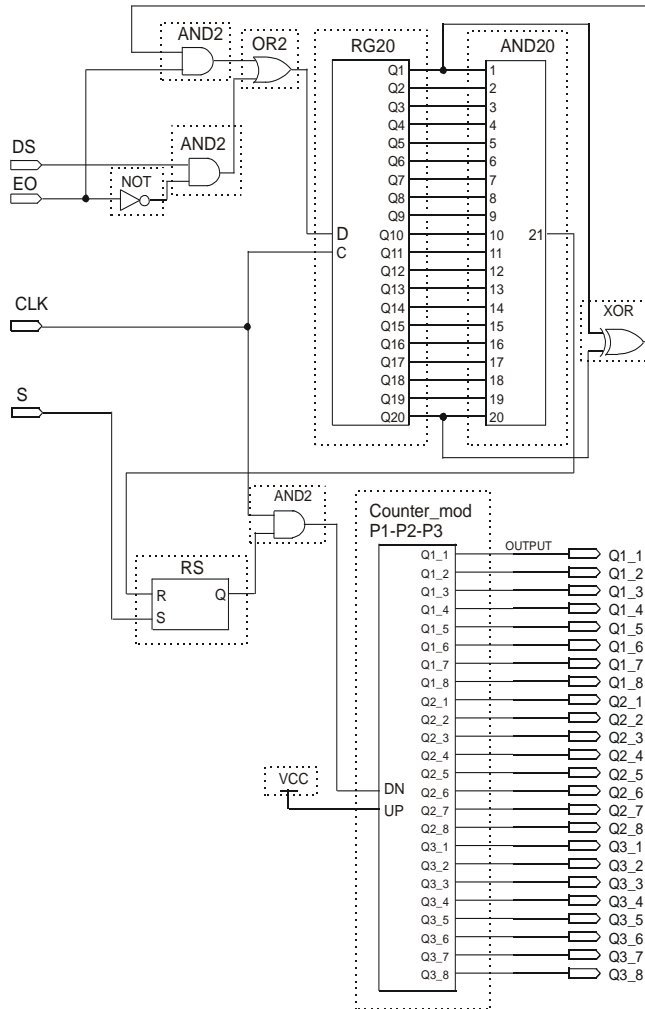 AND2
OR2
RG20
AND20
Q1
Q2
Q3
Q4
Q5
Q6
Q7
Q8
Q9
Q10
Q11
Q12
Q13
Q14
Q15
Q16
Q17
Q18
Q19
Q20
D
C
1
2
3
4
5
6
7
8
9
10
11
12
13
14
15
16
17
18
19
20
21
DS
EO
NOT
AND2
CLK
XOR
S
AND2
RS
R
S
Q
Counter_mod
P1-P2-P3
Q1_1
Q1_2
Q1_3
Q1_4
Q1_5
Q1_6
Q1_7
Q1_8
Q2_1
Q2_2
Q2_3
Q2_4
Q2_5
Q2_6
Q2_7
Q2_8
Q3_1
Q3_2
Q3_3
Q3_4
Q3_5
Q3_6
Q3_7
Q3_8
VCC
DN
UP
OUTPUT
Q1_1
Q1_2
Q1_3
Q1_4
Q1_5
Q1_6
Q1_7
Q1_8
Q2_1
Q2_2
Q2_3
Q2_4
Q2_5
Q2_6
Q2_7
Q2_8
Q3_1
Q3_2
Q3_3
Q3_4
Q3_5
Q3_6
Q3_7
Q3_8